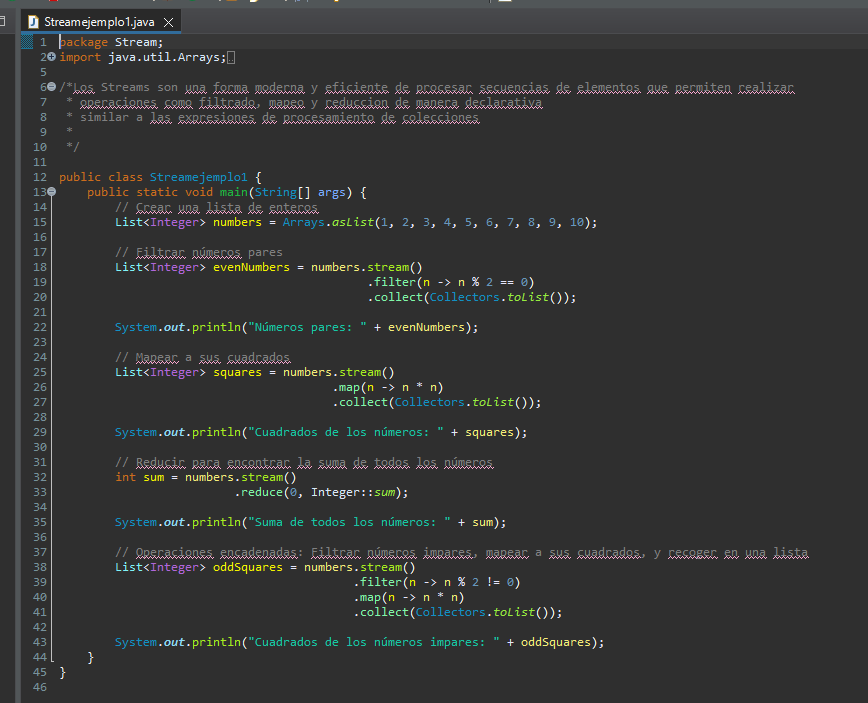 Streamejemplo1.java
1 package Stream;
2 import java.util.Arrays;
5
6 /*Los Streams son una forma moderna y eficiente de procesar secuencias de elementos que permiten realizar
7 * operaciones como filtrado, mapeo y reduccion de manera declarativa
8 * similar a las expresiones de procesamiento de colecciones
9 *
10 */
11
12 public class Streamejemplo1 {
13 public static void main(String[] args) {
14 // Crear una lista de enteros
15 List<Integer> numbers = Arrays.asList(1, 2, 3, 4, 5, 6, 7, 8, 9, 10);
16
17 // Filtrar números pares
18 List<Integer> evenNumbers = numbers.stream()
19 .filter(n -> n % 2 == 0)
20 .collect(Collectors.toList());
21
22 System.out.println("Números pares: " + evenNumbers);
23
24 // Mapear a sus cuadrados
25 List<Integer> squares = numbers.stream()
26 .map(n -> n * n)
27 .collect(Collectors.toList());
28
29 System.out.println("Cuadrados de los números: " + squares);
30
31 // Reducir para encontrar la suma de todos los números
32 int sum = numbers.stream()
33 .reduce(0, Integer::sum);
34
35 System.out.println("Suma de todos los números: " + sum);
36
37 // Operaciones encadenadas: Filtrar números impares, mapear a sus cuadrados, y recoger en una lista
38 List<Integer> oddSquares = numbers.stream()
39 .filter(n -> n % 2 != 0)
40 .map(n -> n * n)
41 .collect(Collectors.toList());
42
43 System.out.println("Cuadrados de los números impares: " + oddSquares);
44 }
45 }
46